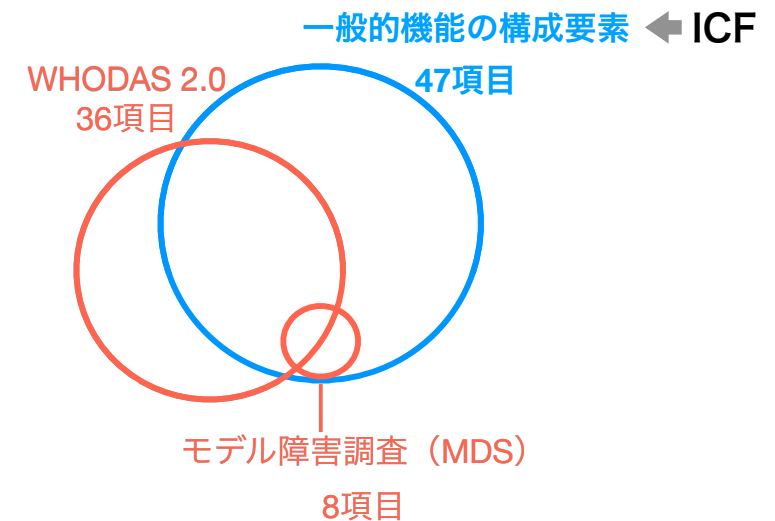 一般的機能の構成要素 ICF
47項目
WHODAS 2.0
36項目
モデル障害調査（MDS）
8項目